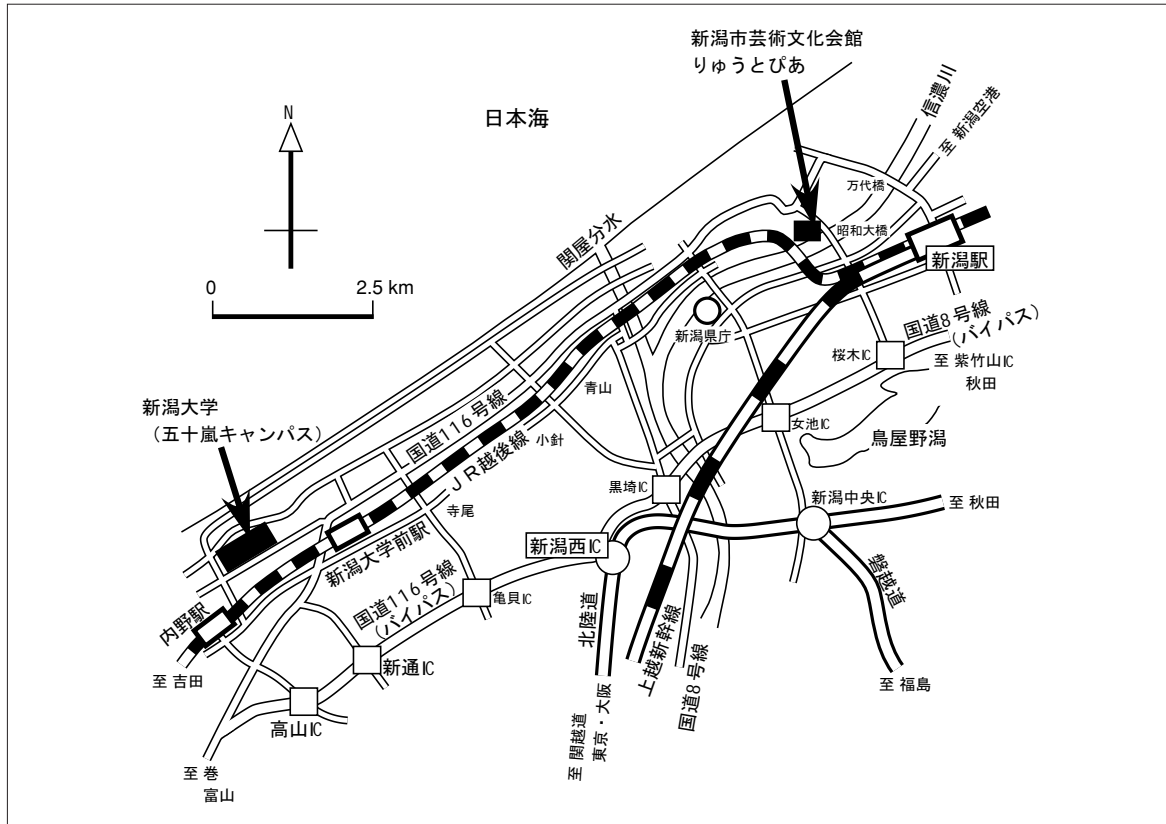 新潟市芸術文化会館
りゅうとぴあ
N
日本海
信濃川
至 新潟空港
万代橋
関屋分水
昭和大橋
新潟駅
0 2.5 km
新潟県庁
国道8号線
(バイパス)
桜木IC
至 紫竹山IC
秋田
青山
新潟大学
(五十嵐キャンパス)
国道116号線
JR越後線
小針
女池IC
鳥屋野潟
黒埼IC
寺尾
新潟中央IC
至 秋田
新潟西IC
新潟大学前駅
国道116号線
(バイパス)
亀貝IC
磐越道
内野駅
北陸道
上越新幹線
国道8号線
新通IC
至 吉田
至 福島
高山IC
至 関越道
東京・大阪
至 巻
富山